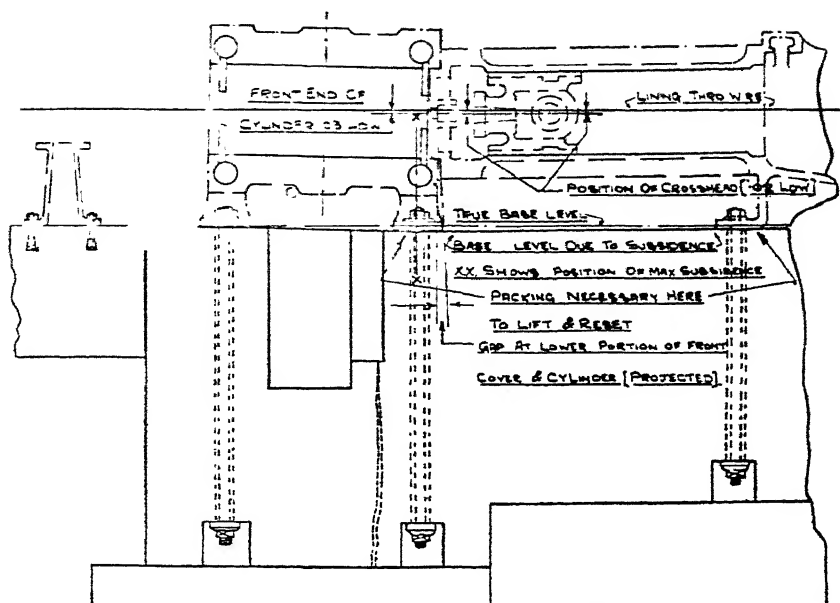 FRONT END OF
CYLINDER .03 LOW
LINING THRO WIRE
POSITION OF CROSSHEAD [.08 LOW]
TRUE BASE LEVEL
BASE LEVEL DUE TO SUBSIDENCE
XX. SHOWS POSITION OF MAX SUBSIDENCE
PACKING NECESSARY HERE
TO LIFT & RESET
GAP AT LOWER PORTION OF FRONT
COVER & CYLINDER [PROJECTED]
X
X